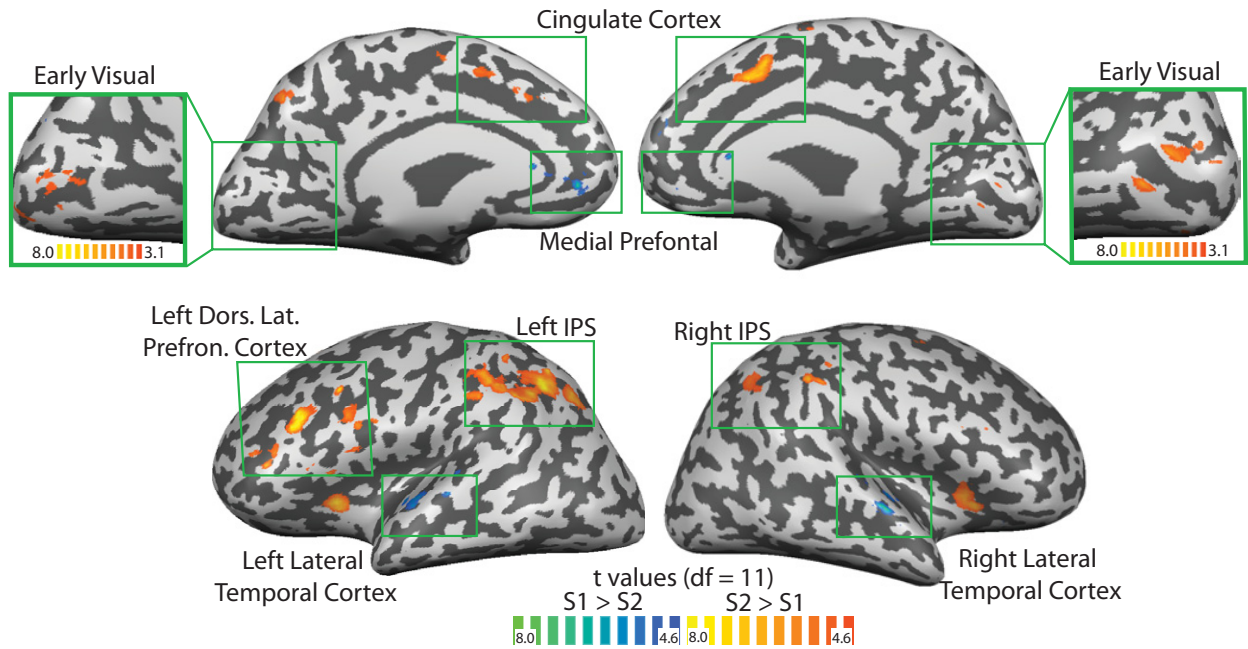 Cingulate Cortex
Early Visual
Early Visual
8.0 3.1
Medial Prefontal
8.0 3.1
Left Dors. Lat.
Prefron. Cortex
Left IPS
Right IPS
Left Lateral
Temporal Cortex
Right Lateral
Temporal Cortex
t values (df = 11)
S1 > S2
S2 > S1
8.0 4.6
8.0 4.6